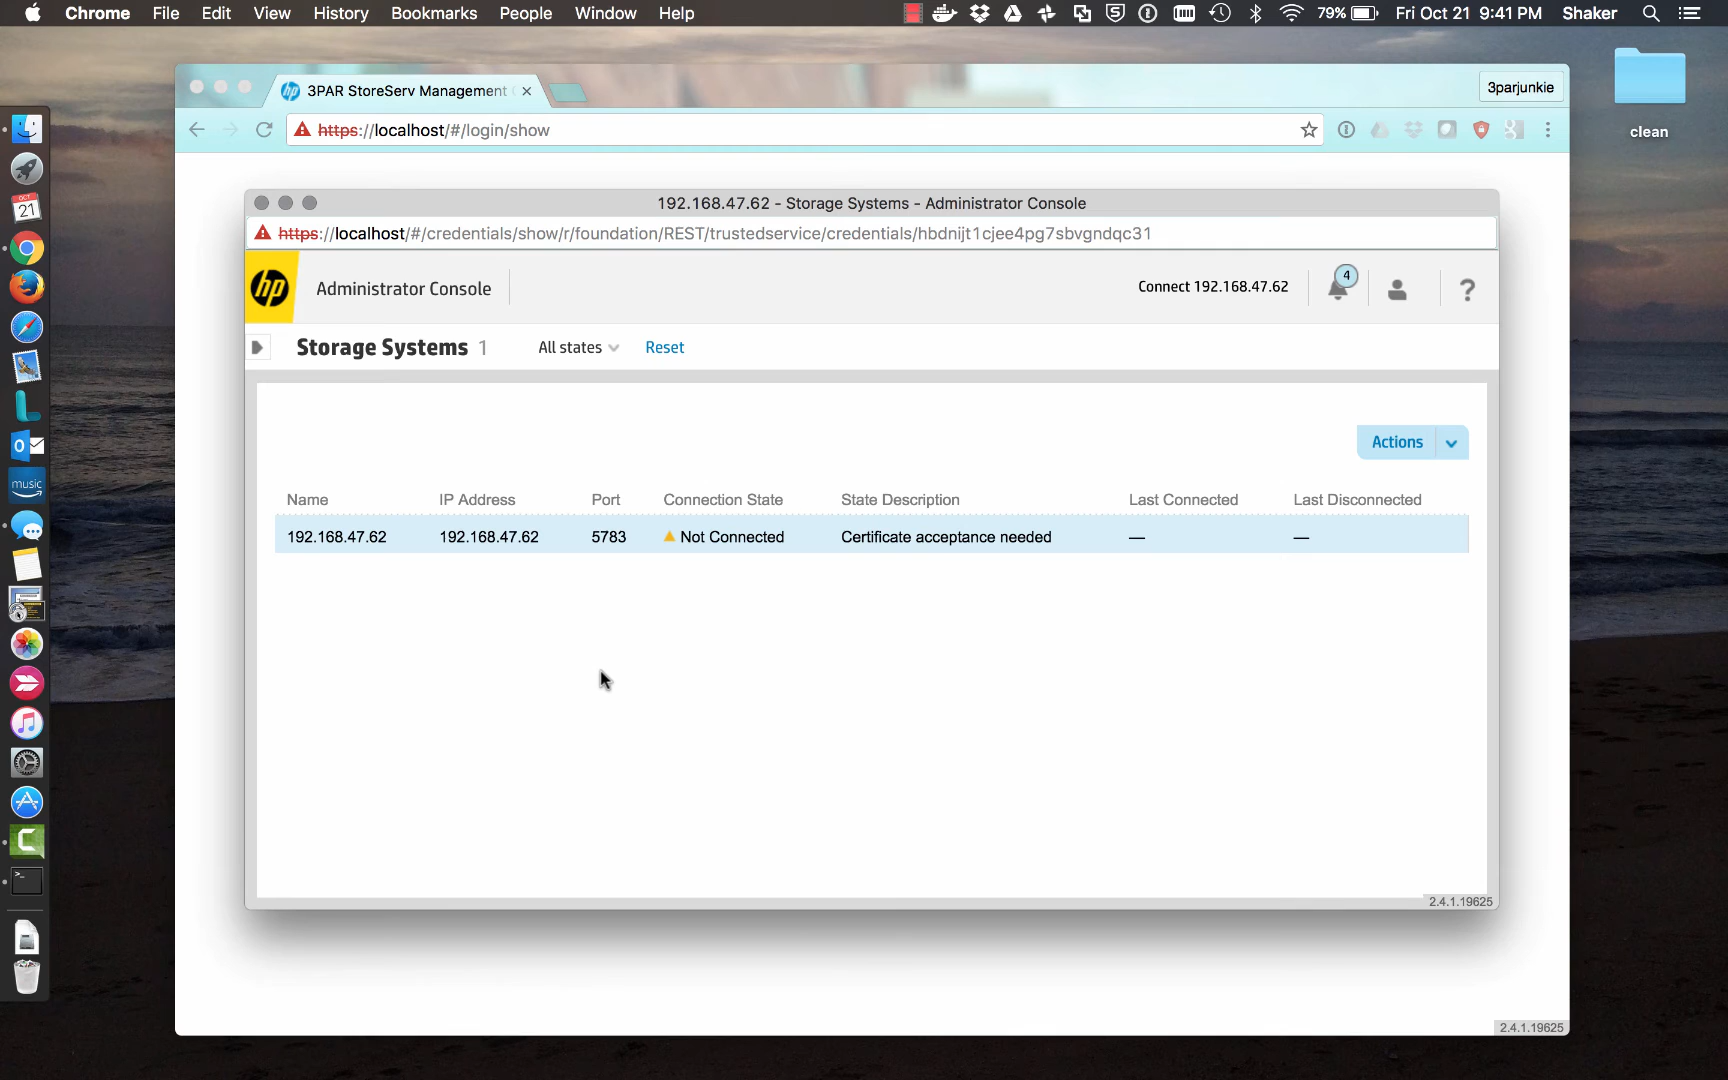 Chrome File Edit View History Bookmarks People Window Help 79% Fri Oct 21 9:41 PM Shaker
3PAR StoreServ Management
3parjunkie
https://localhost/#/login/show
clean
192.168.47.62 - Storage Systems - Administrator Console
https://localhost/#/credentials/show/r/foundation/REST/trustedservice/credentials/hbdnijt1cjee4pg7sbvgndqc31
hp Administrator Console Connect 192.168.47.62 4 ?
Storage Systems 1 All states Reset
Actions
Name IP Address Port Connection State State Description Last Connected Last Disconnected
192.168.47.62 192.168.47.62 5783 Not Connected Certificate acceptance needed — —
2.4.1.19625
2.4.1.19625
OCT
21
music